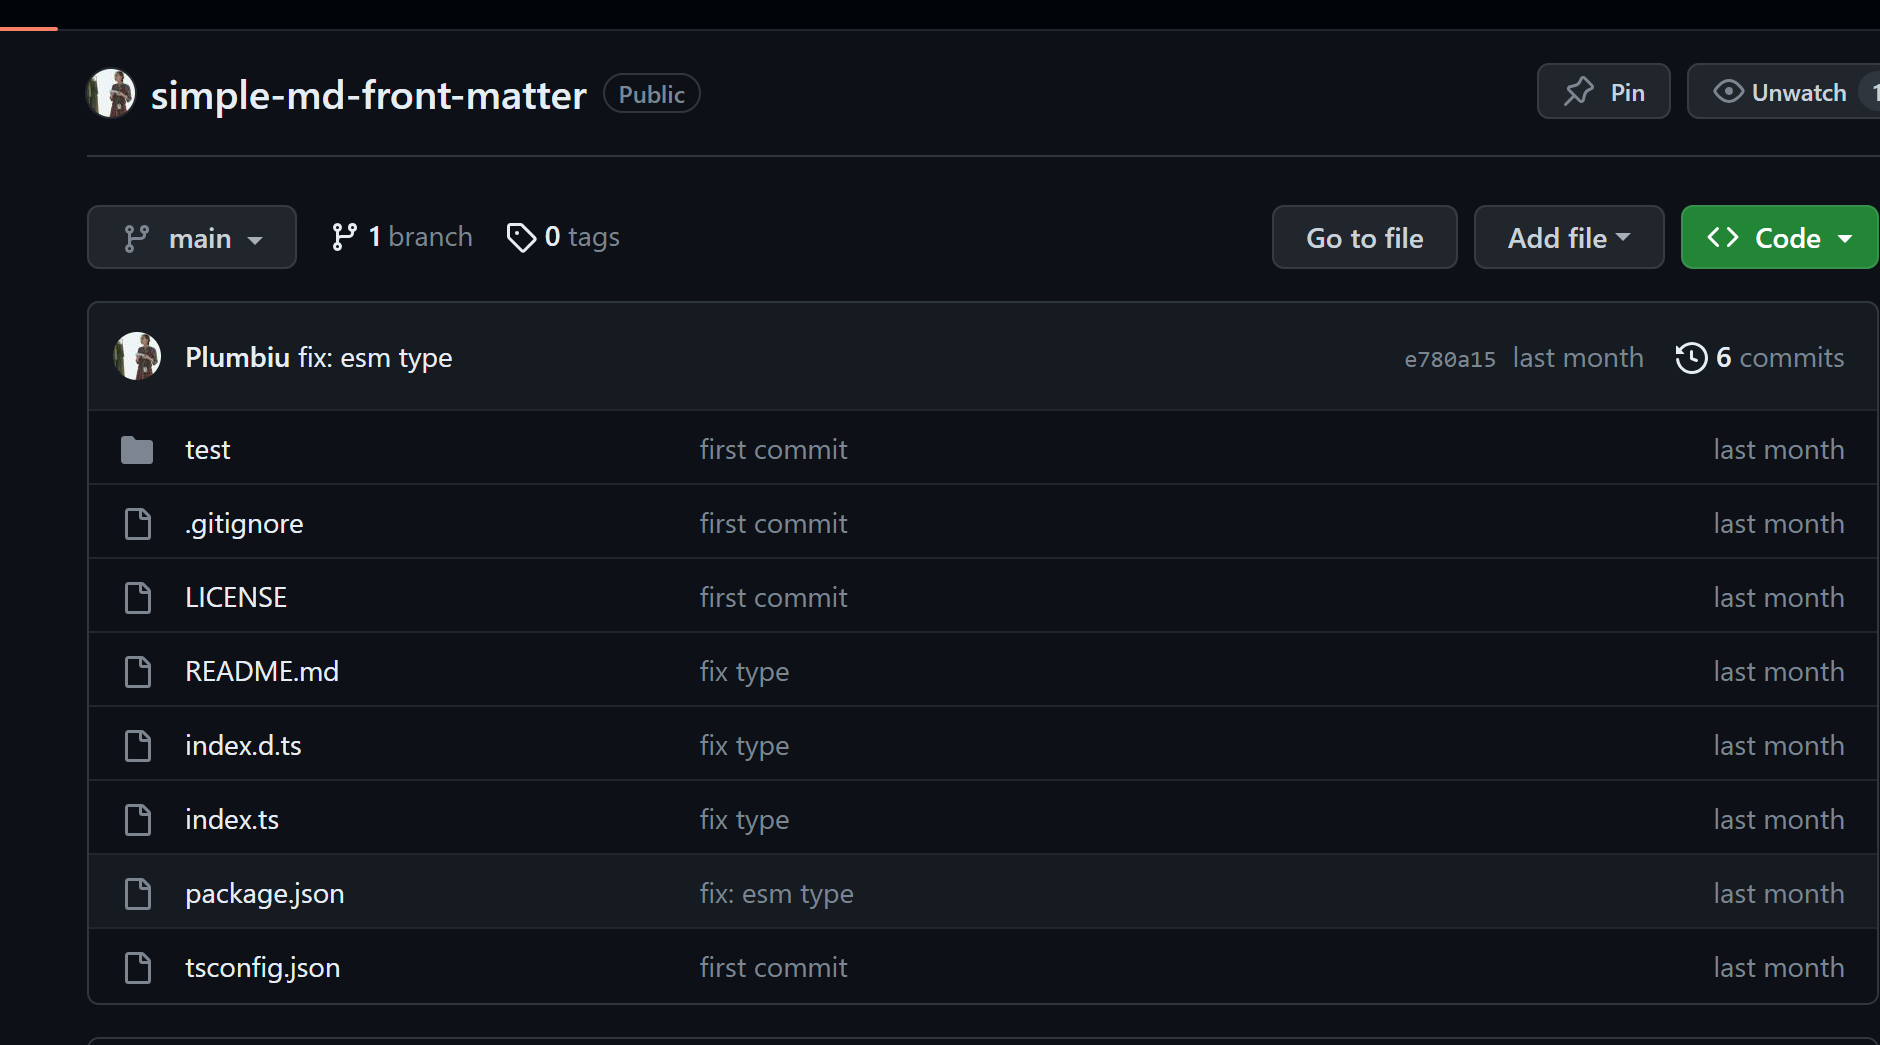 simple-md-front-matter Public Pin Unwatch 1
main 1 branch 0 tags Go to file Add file Code
Plumbiu fix: esm type e780a15 last month 6 commits
test first commit last month
.gitignore first commit last month
LICENSE first commit last month
README.md fix type last month
index.d.ts fix type last month
index.ts fix type last month
package.json fix: esm type last month
tsconfig.json first commit last month